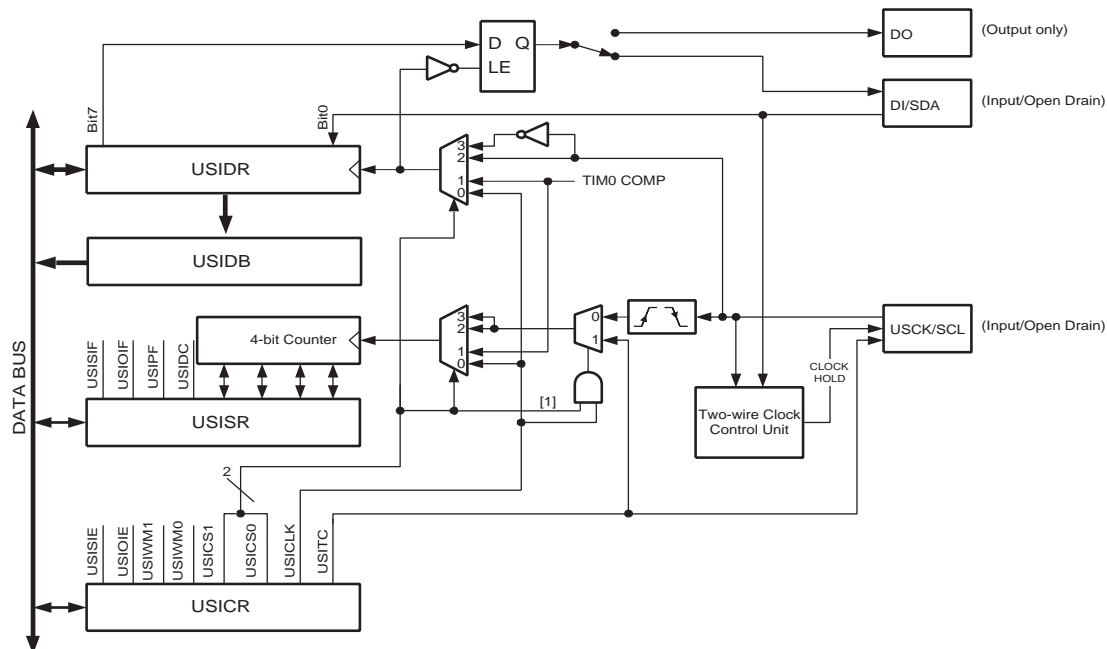 D Q
LE
DO
(Output only)
DI/SDA
(Input/Open Drain)
Bit7
Bit0
USIDR
3
2
1
0
TIM0 COMP
USIDB
DATA BUS
4-bit Counter
3
2
1
0
0
1
USCK/SCL
(Input/Open Drain)
CLOCK
HOLD
USISIF
USIOIF
USIPF
USIDC
USISR
[1]
Two-wire Clock
Control Unit
2
USISIE
USIOIE
USIWM1
USIWM0
USICS1
USICS0
USICLK
USITC
USICR